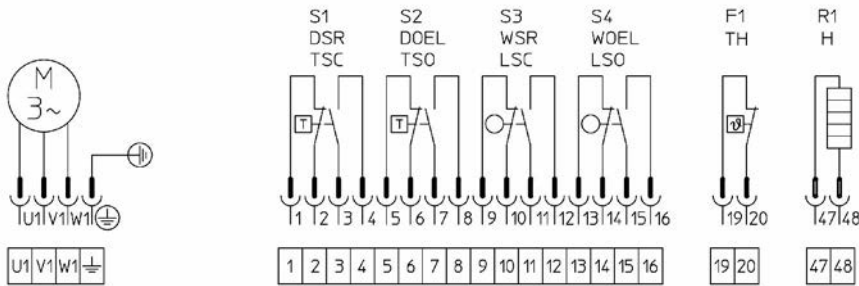 S1 S2 S3 S4 F1 R1
DSR DOEL WSR WOEL TH H
TSC TSO LSC LSO
M
3~
T T ϑ
U1 V1 W1 1 2 3 4 5 6 7 8 9 10 11 12 13 14 15 16 19 20 47 48
U1 V1 W1 1 2 3 4 5 6 7 8 9 10 11 12 13 14 15 16 19 20 47 48